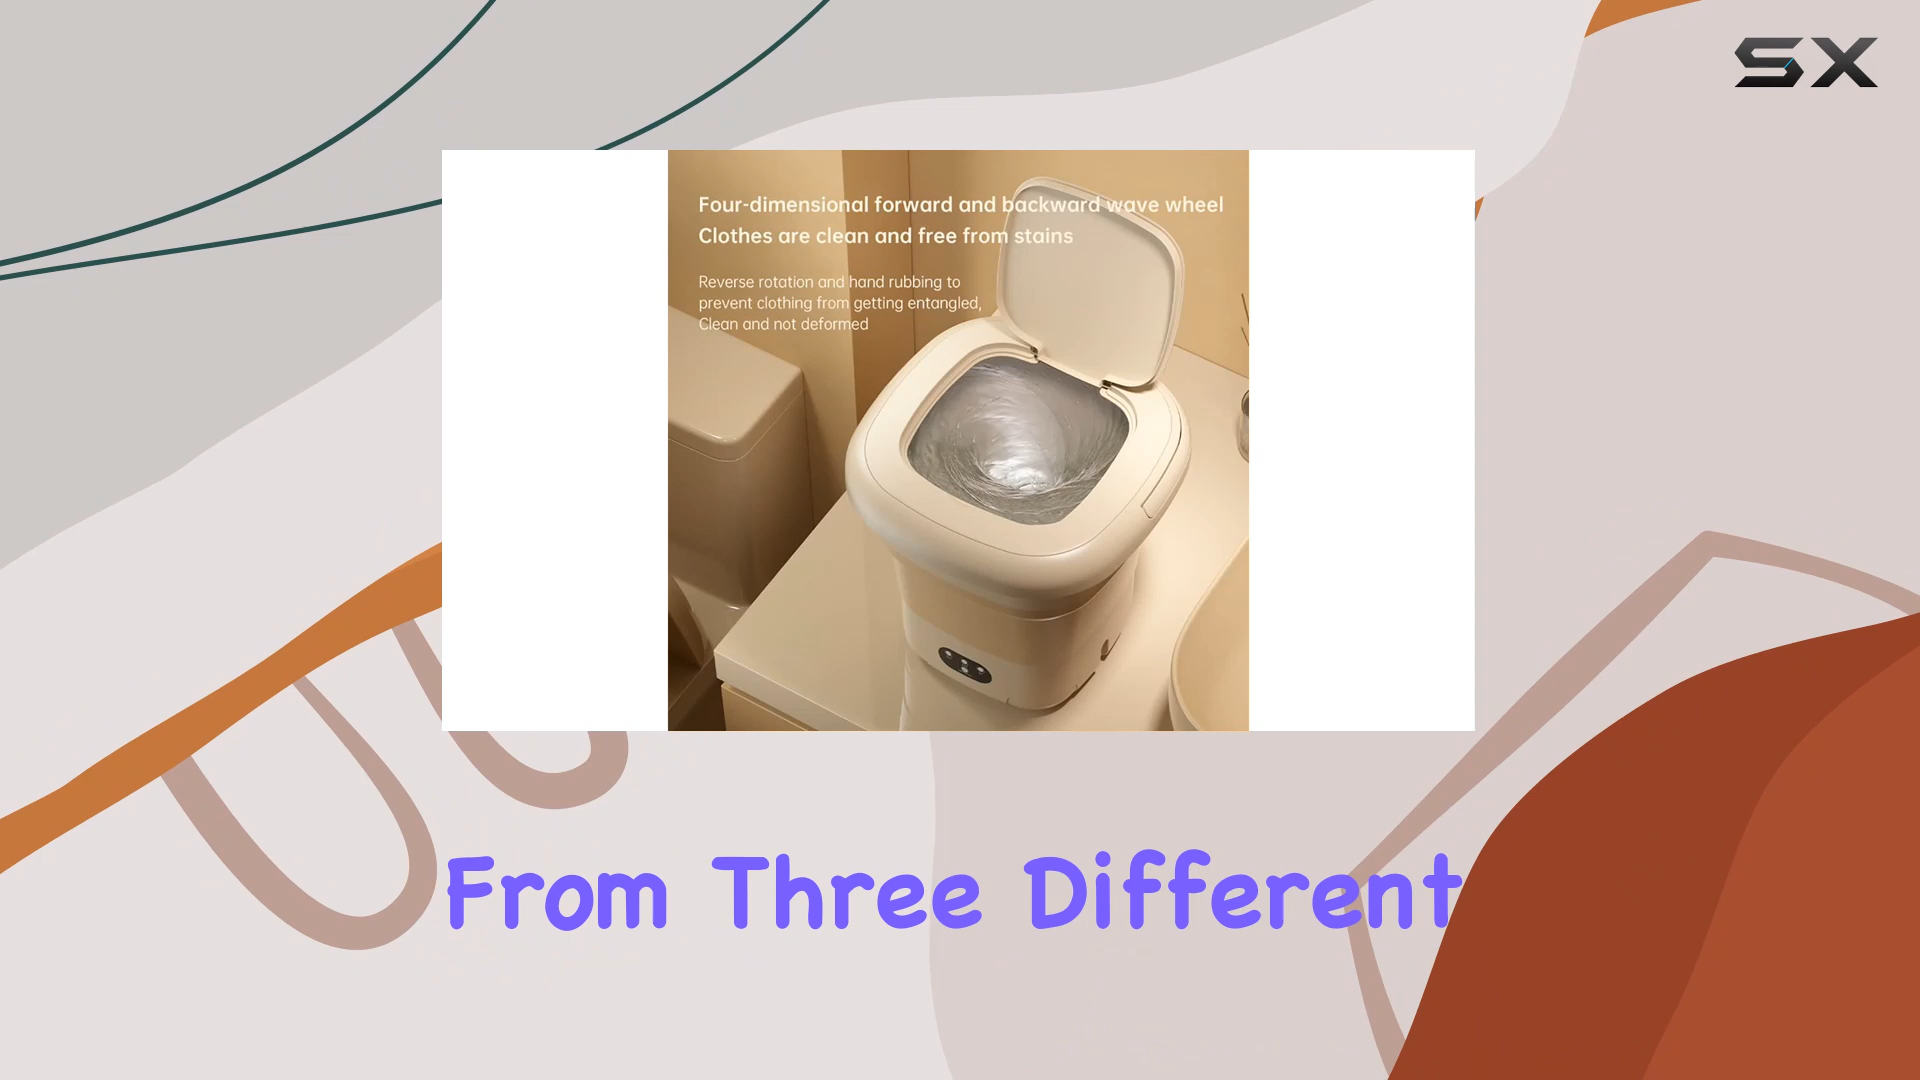 SX
Four-dimensional forward and backward wave wheel
Clothes are clean and free from stains
Reverse rotation and hand rubbing to
prevent clothing from getting entangled,
Clean and not deformed
From Three Different